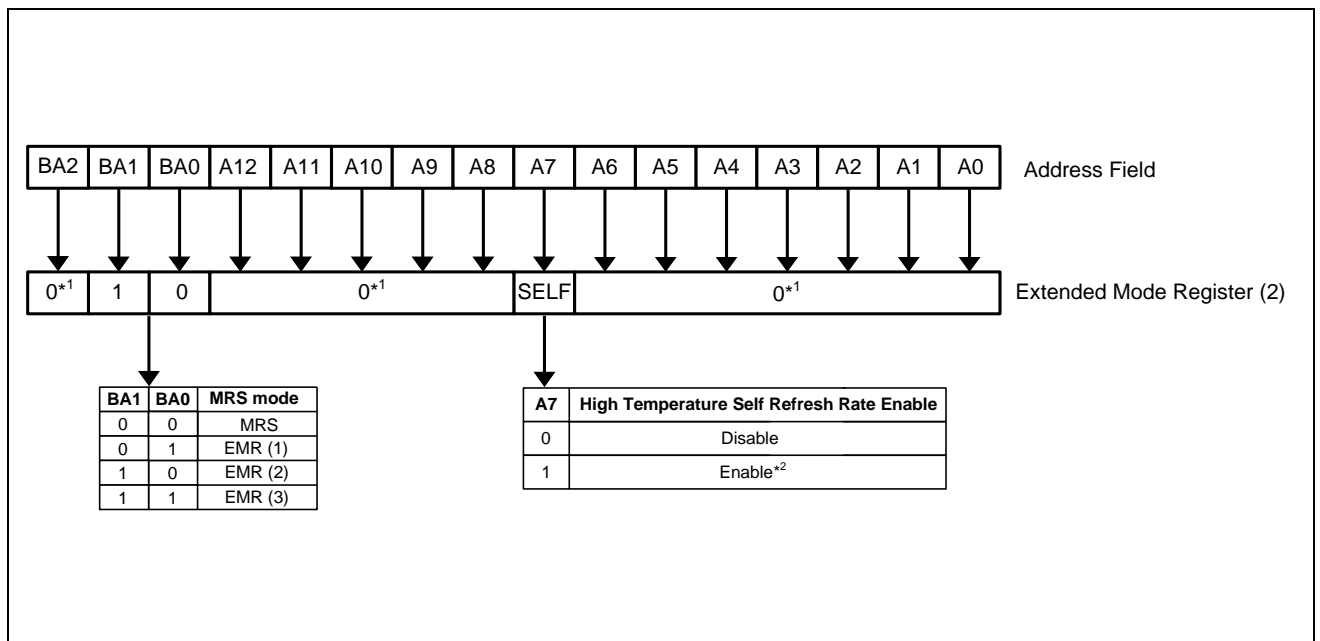 BA2 BA1 BA0 A12 A11 A10 A9 A8 A7 A6 A5 A4 A3 A2 A1 A0 Address Field
0*1 1 0 0*1 SELF 0*1 Extended Mode Register (2)
BA1 BA0 MRS mode
0 0 MRS
0 1 EMR (1)
1 0 EMR (2)
1 1 EMR (3)
A7 High Temperature Self Refresh Rate Enable
0 Disable
1 Enable*2